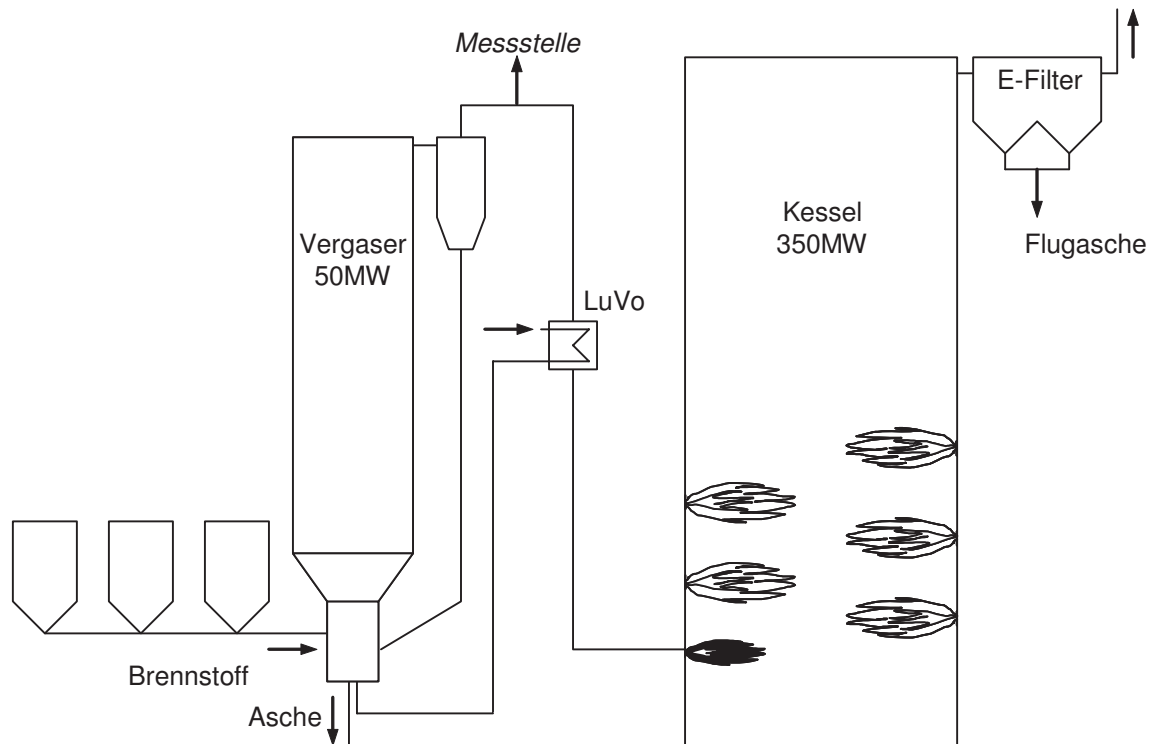 Messstelle
E-Filter
Vergaser
50MW
Kessel
350MW
Flugasche
LuVo
Brennstoff
Asche